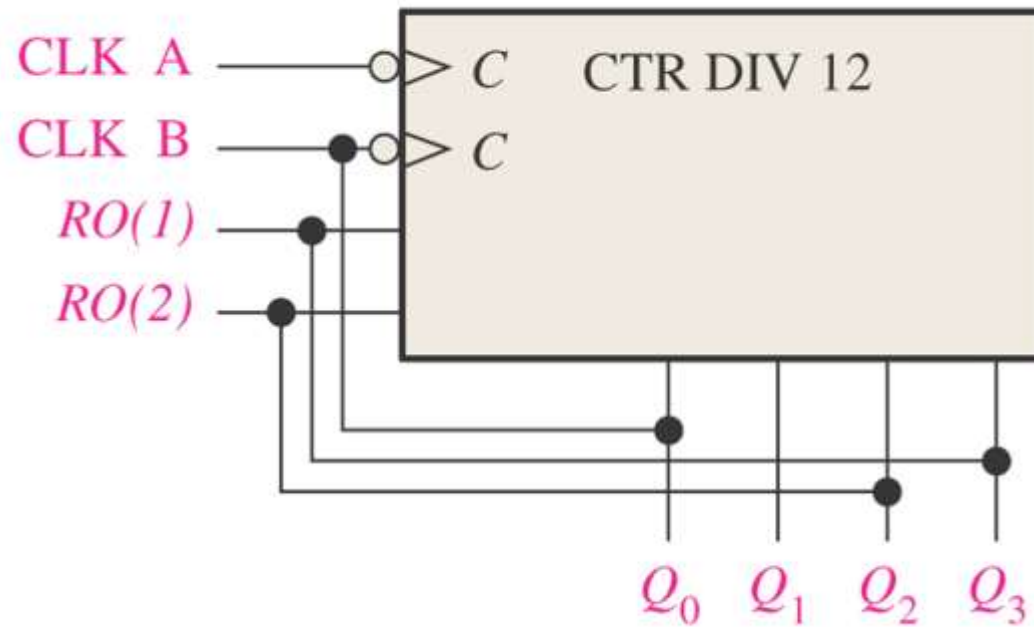 CLK A
C
CTR DIV 12
CLK B
C
RO(1)
RO(2)
Q₀ Q₁ Q₂ Q₃